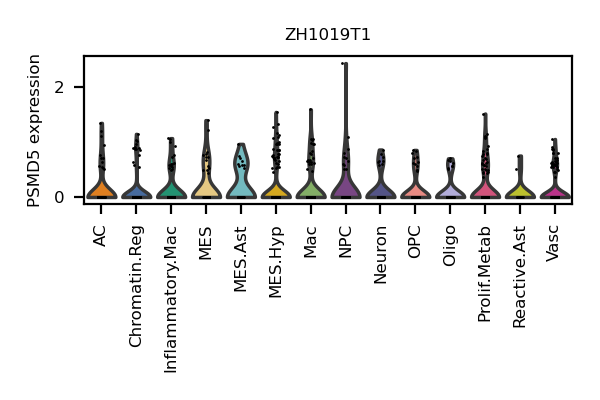 ZH1019T1
PSMD5 expression
2
0
AC
Chromatin.Reg
Inflammatory.Mac
MES
MES.Ast
MES.Hyp
Mac
NPC
Neuron
OPC
Oligo
Prolif.Metab
Reactive.Ast
Vasc